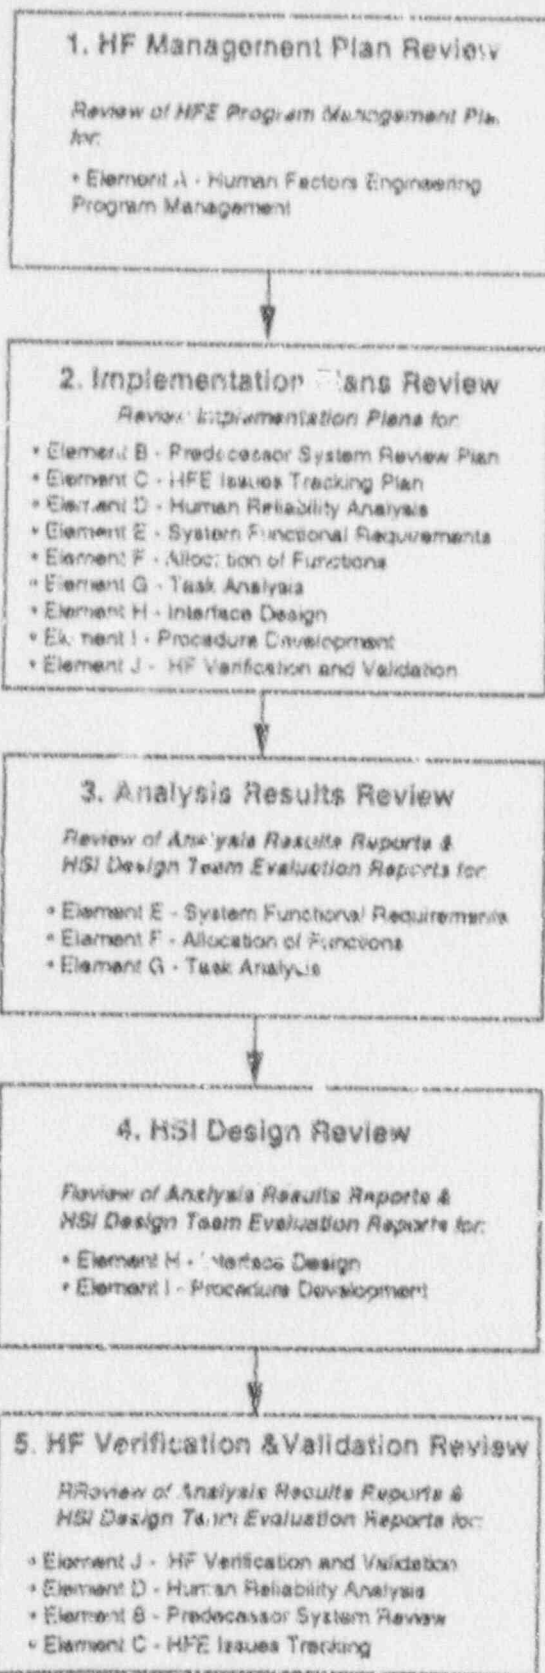 1. HF Management Plan Review
Review of HFE Program Management Plan
for:
• Element A - Human Factors Engineering
Program Management
2. Implementation Plans Review
Review Implementation Plans for:
• Element B - Predecessor System Review Plan
• Element C - HFE Issues Tracking Plan
• Element D - Human Reliability Analysis
• Element E - System Functional Requirements
• Element F - Allocation of Functions
• Element G - Task Analysis
• Element H - Interface Design
• Element I - Procedure Development
• Element J - HF Verification and Validation
3. Analysis Results Review
Review of Analysis Results Reports &
HSI Design Team Evaluation Reports for:
• Element E - System Functional Requirements
• Element F - Allocation of Functions
• Element G - Task Analysis
4. HSI Design Review
Review of Analysis Results Reports &
HSI Design Team Evaluation Reports for:
• Element H - Interface Design
• Element I - Procedure Development
5. HF Verification &Validation Review
RReview of Analysis Results Reports &
HSI Design Team Evaluation Reports for:
• Element J - HF Verification and Validation
• Element D - Human Reliability Analysis
• Element B - Predecessor System Review
• Element C - HFE Issues Tracking